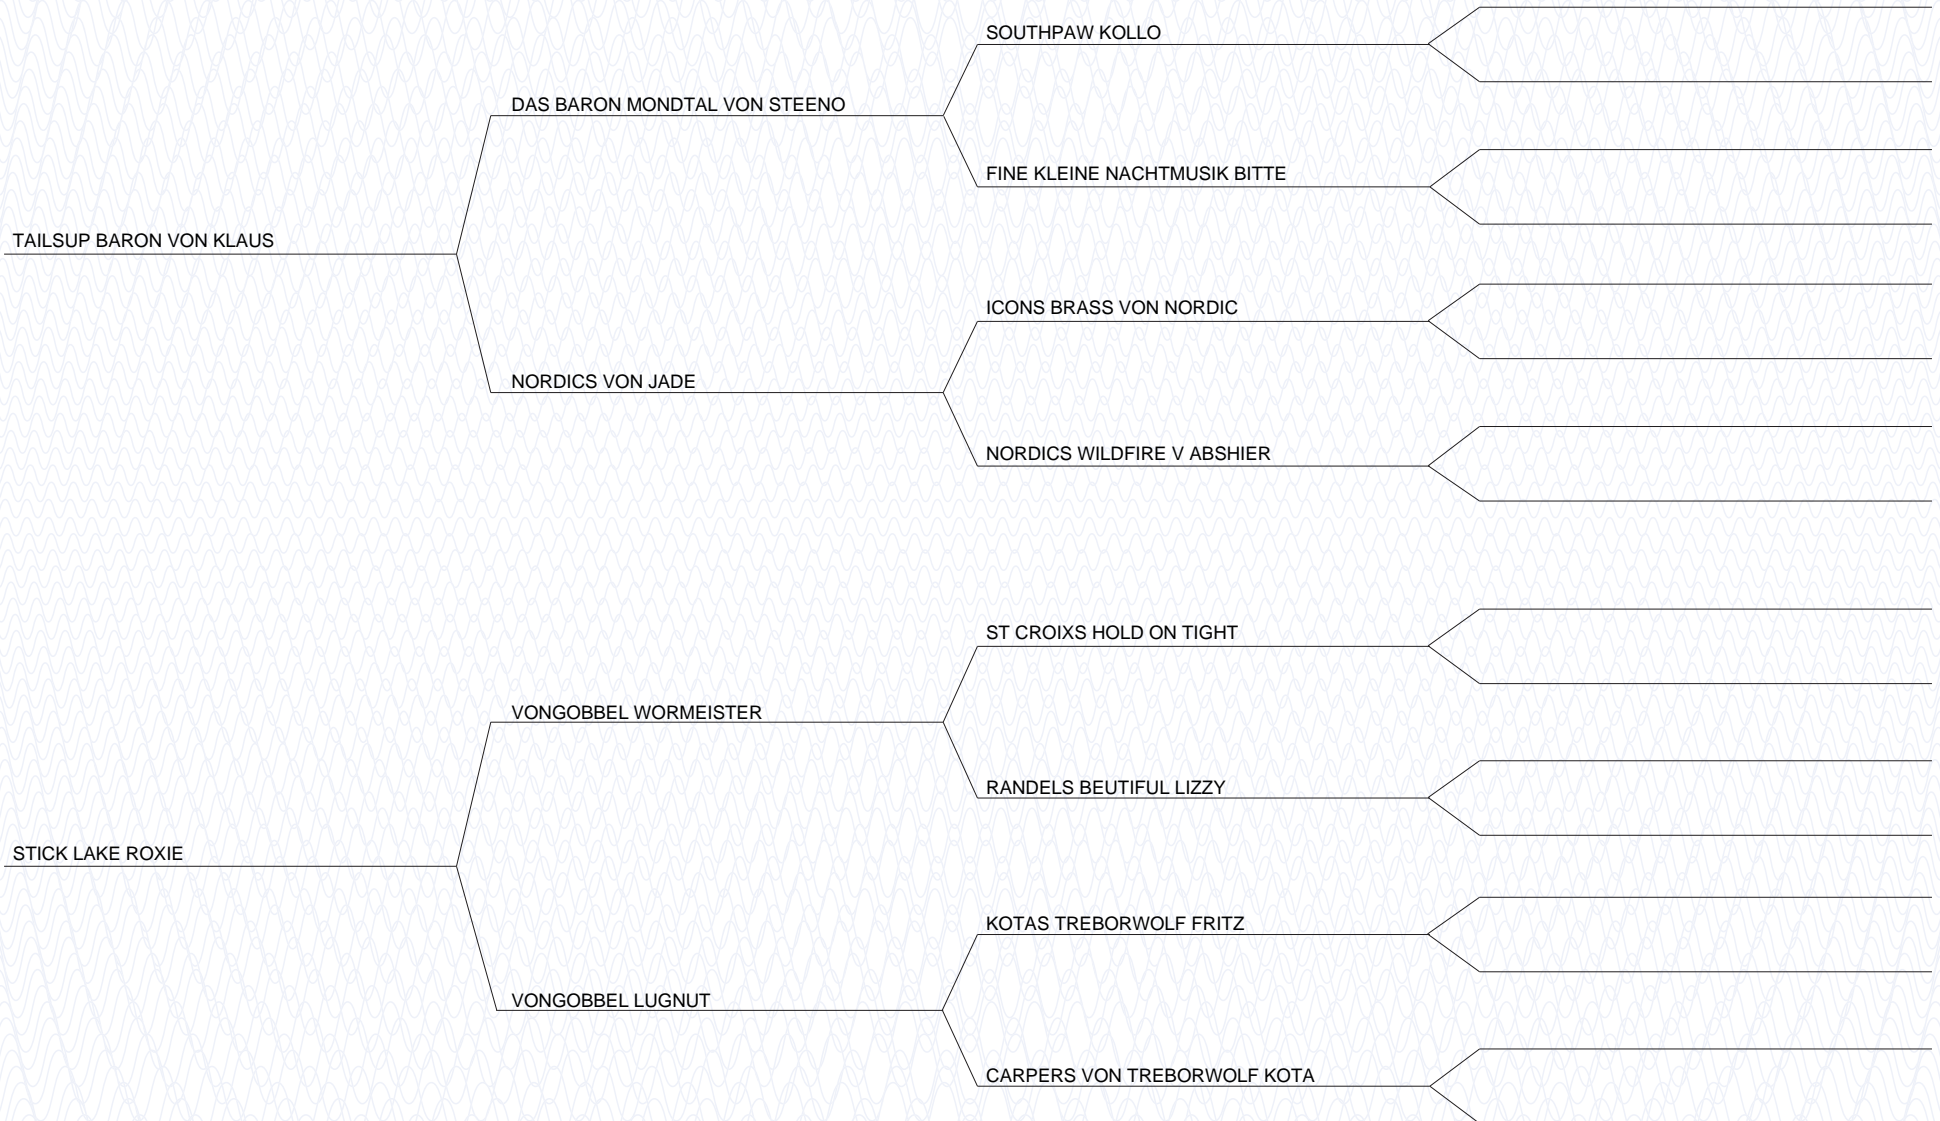 SOUTHPAW KOLLO
DAS BARON MONDTAL VON STEENO
FINE KLEINE NACHTMUSIK BITTE
TAILSUP BARON VON KLAUS
ICONS BRASS VON NORDIC
NORDICS VON JADE
NORDICS WILDFIRE V ABSHIER
ST CROIXS HOLD ON TIGHT
VONGOBBEL WORMEISTER
RANDELS BEUTIFUL LIZZY
STICK LAKE ROXIE
KOTAS TREBORWOLF FRITZ
VONGOBBEL LUGNUT
CARPERS VON TREBORWOLF KOTA